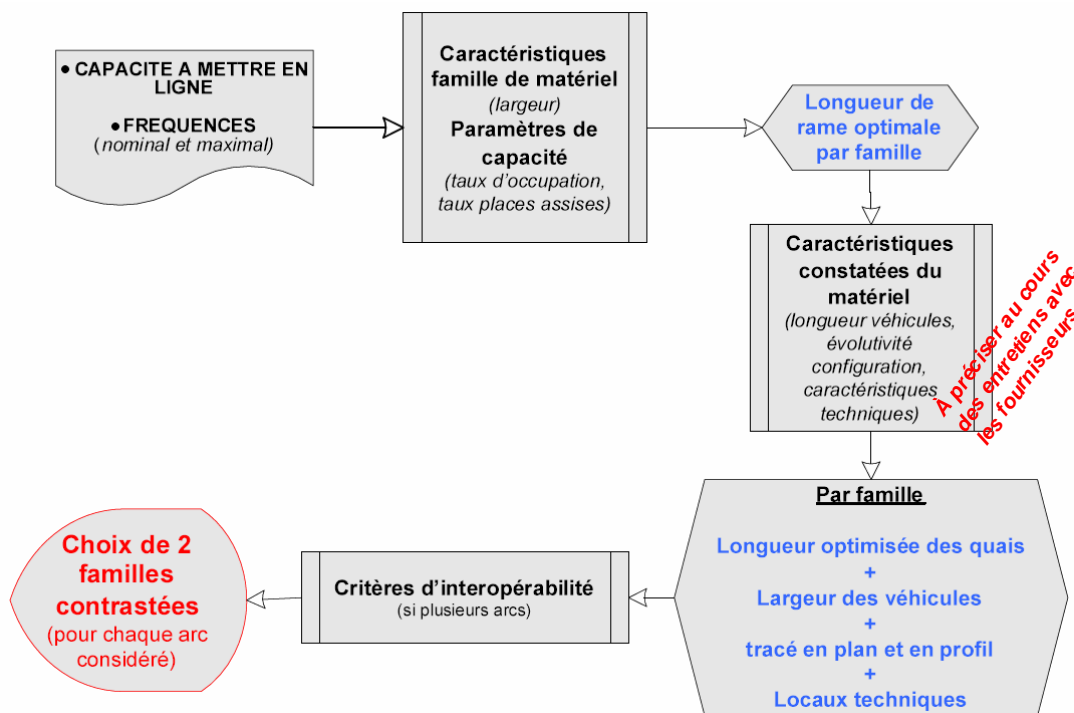 • CAPACITE A METTRE EN
LIGNE
•FREQUENCES
(nominal et maximal)
Caractéristiques
famille de matériel
(largeur)
Paramètres de
capacité
(taux d'occupation,
taux places assises)
Longueur de
rame optimale
par famille
Caractéristiques
constatées du
matériel
(longueur véhicules,
évolutivité
configuration,
caractéristiques
techniques)
À préciser au cours
des entretiens avec
les fournisseurs
Par famille
Longueur optimisée des quais
+
Largeur des véhicules
+
tracé en plan et en profil
+
Locaux techniques
Critères d'interopérabilité
(si plusieurs arcs)
Choix de 2
familles
contrastées
(pour chaque arc
considéré)